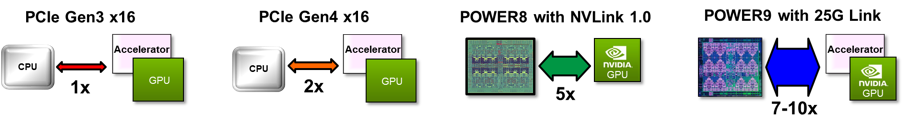 PCIe Gen3 x16
CPU
Accelerator
GPU
1x
PCIe Gen4 x16
CPU
Accelerator
GPU
2x
POWER8 with NVLink 1.0
NVIDIA
GPU
5x
POWER9 with 25G Link
Accelerator
NVIDIA
GPU
7-10x